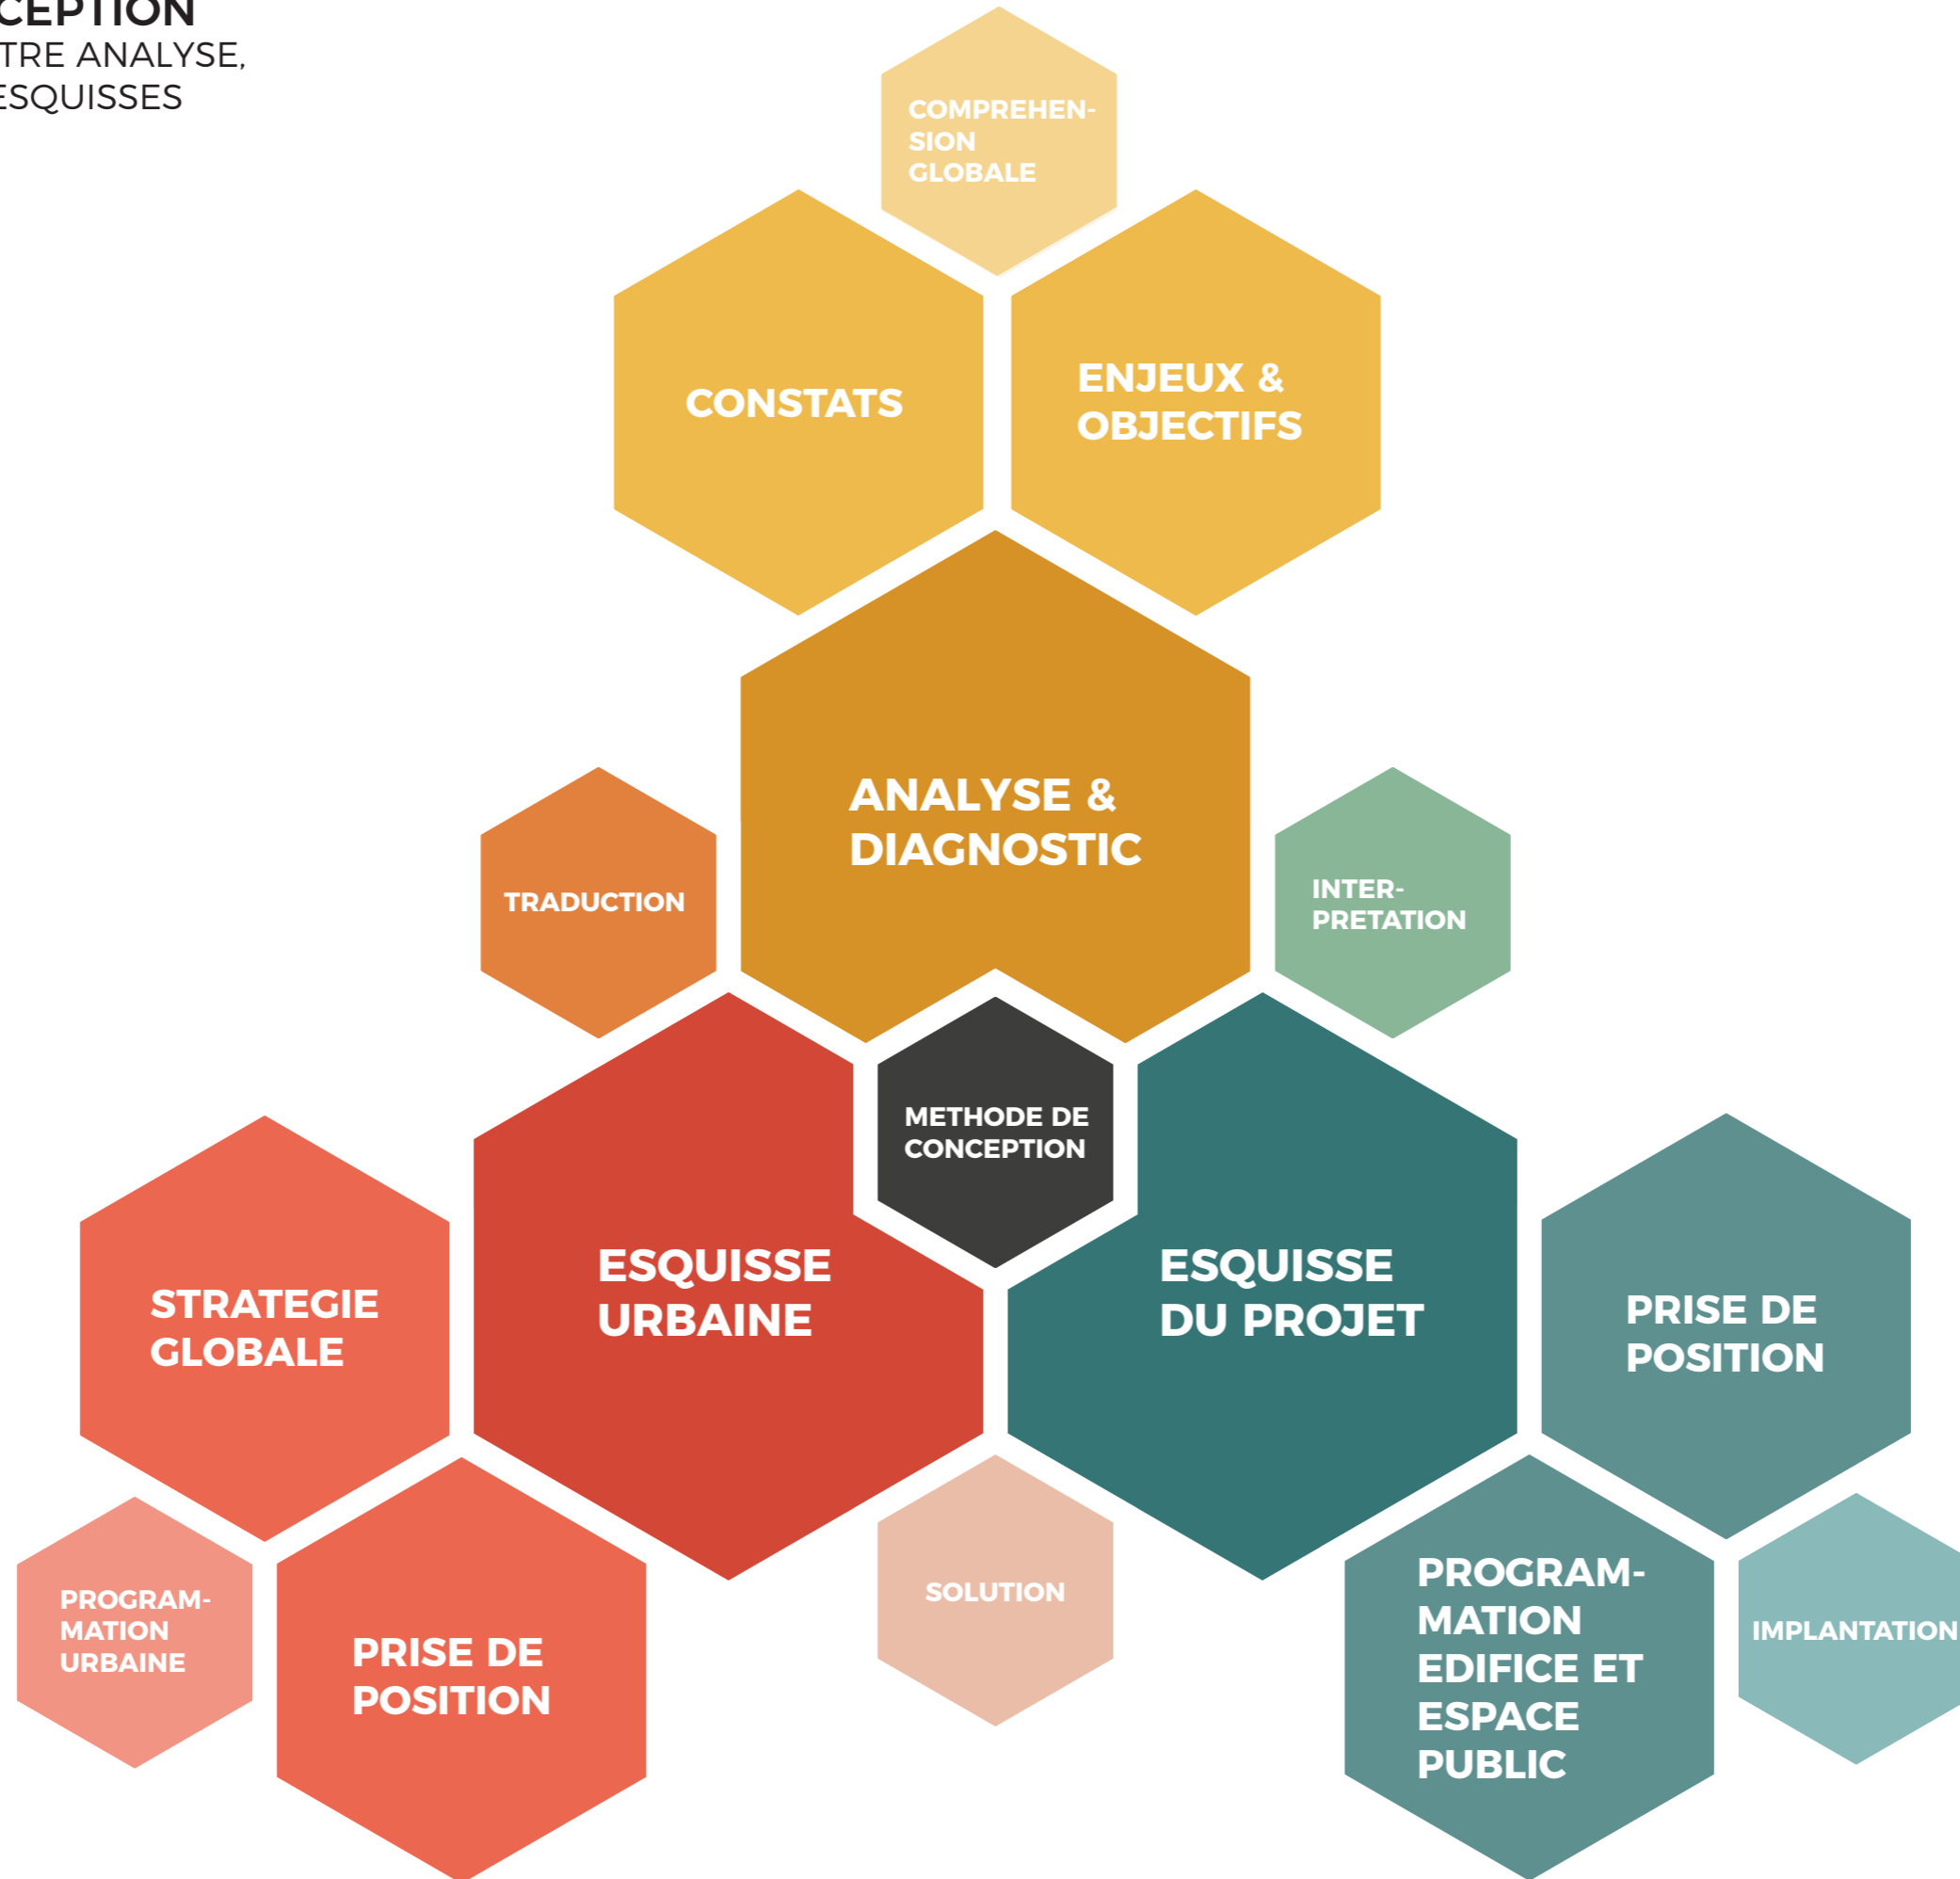 CEPTION
TRE ANALYSE,
ESQUISSES
COMPREHEN-
SION
GLOBALE
CONSTATS
ENJEUX &
OBJECTIFS
ANALYSE &
DIAGNOSTIC
TRADUCTION
INTER-
PRETATION
METHODE DE
CONCEPTION
ESQUISSE
URBAINE
ESQUISSE
DU PROJET
STRATEGIE
GLOBALE
PRISE DE
POSITION
PROGRAM-
MATION
URBAINE
PRISE DE
POSITION
SOLUTION
PROGRAM-
MATION
EDIFICE ET
ESPACE
PUBLIC
IMPLANTATION